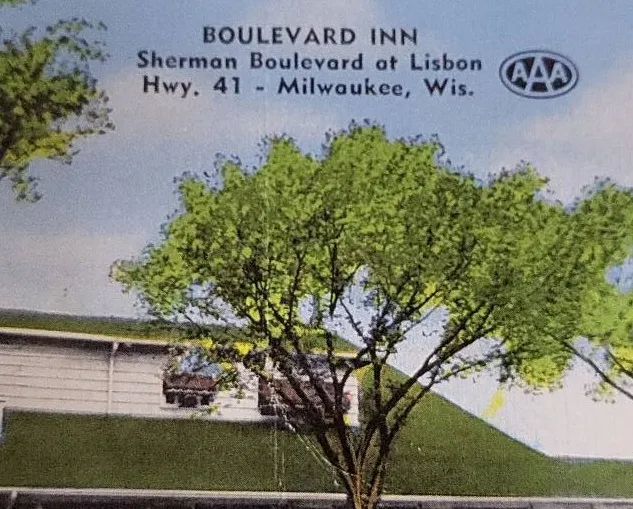 BOULEVARD INN
Sherman Boulevard at Lisbon
Hwy. 41 - Milwaukee, Wis.
AAA